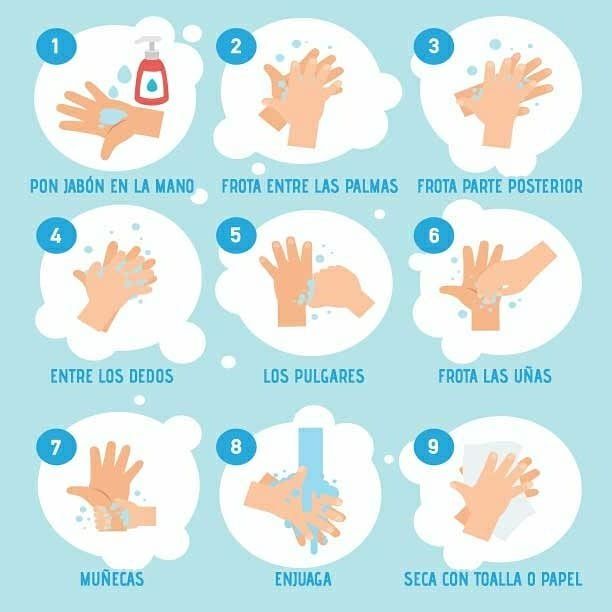 1
PON JABÓN EN LA MANO
2
FROTA ENTRE LAS PALMAS
3
FROTA PARTE POSTERIOR
4
ENTRE LOS DEDOS
5
LOS PULGARES
6
FROTA LAS UÑAS
7
MUÑECAS
8
ENJUAGA
9
SECA CON TOALLA O PAPEL